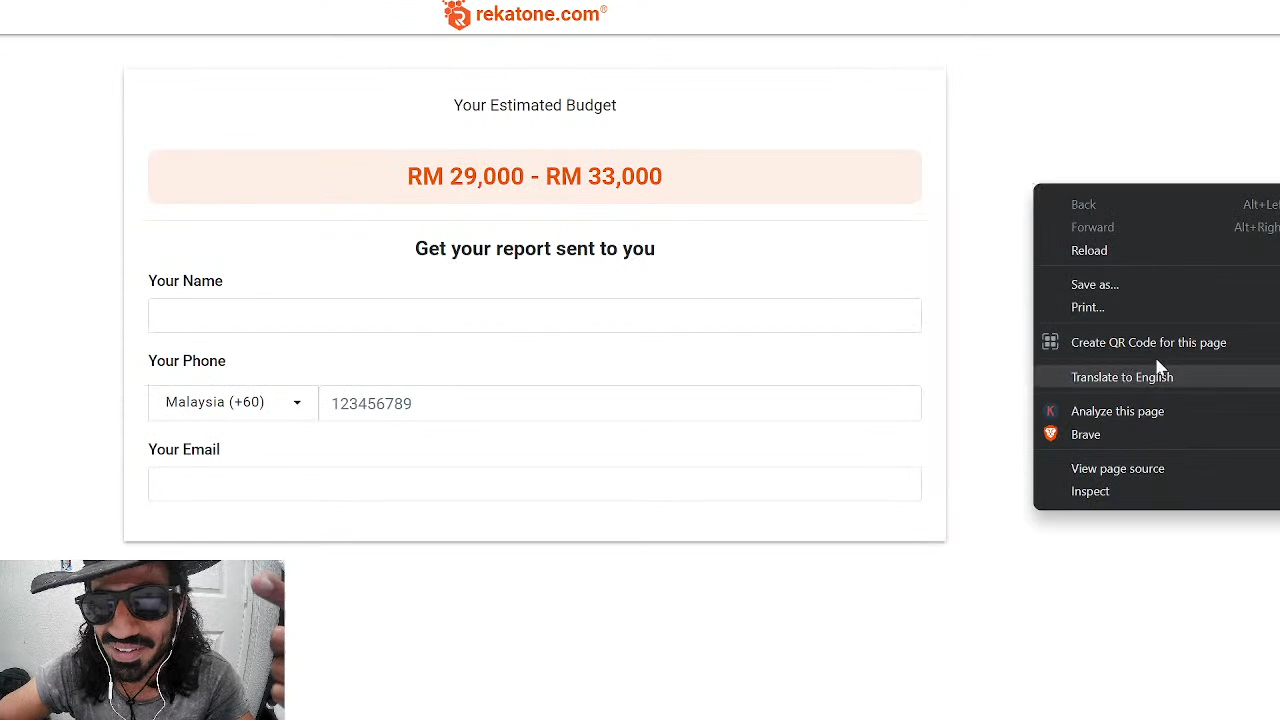 rekatone.com®
Your Estimated Budget
RM 29,000 - RM 33,000
Get your report sent to you
Your Name
Your Phone
Malaysia (+60)
123456789
Your Email
Back
Forward Alt+Righ
Reload
Save as...
Print...
Create QR Code for this page
Translate to English
K Analyze this page
Brave
View page source
Inspect